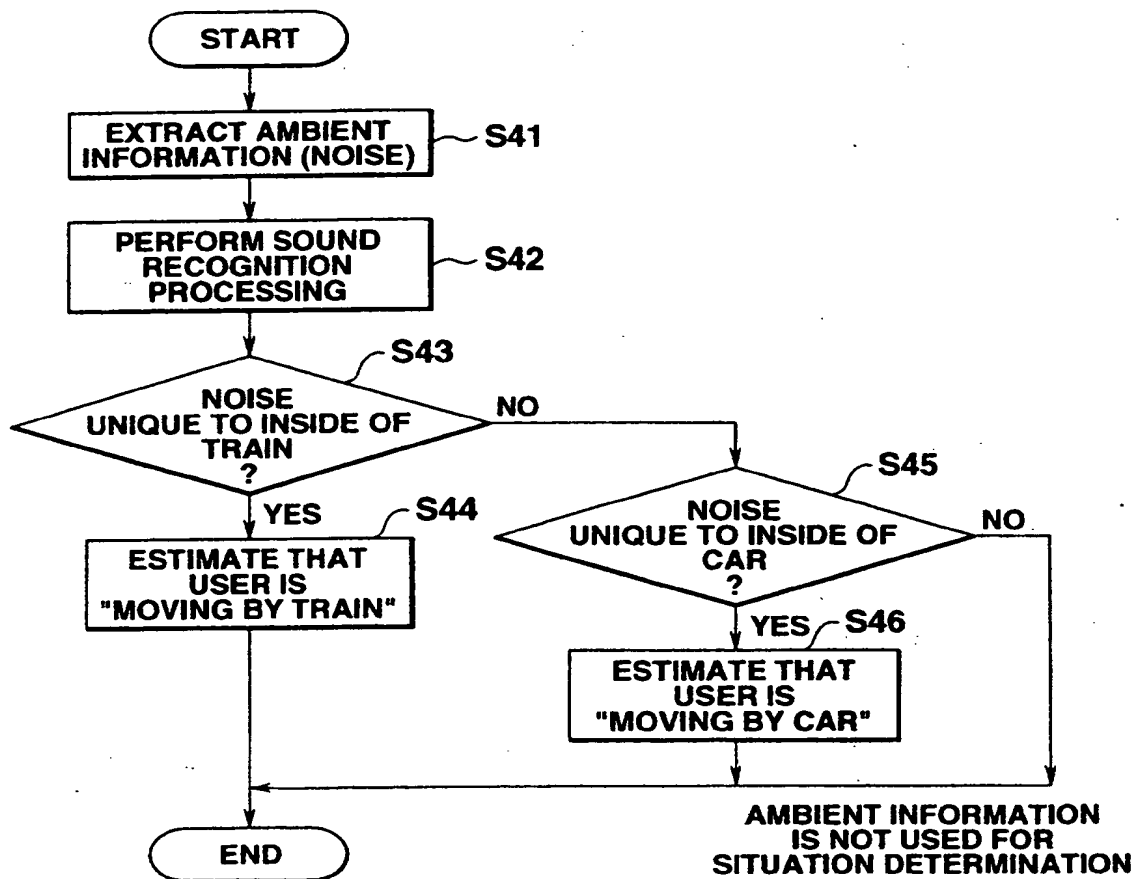 START
EXTRACT AMBIENT
INFORMATION (NOISE)
S41
PERFORM SOUND
RECOGNITION
PROCESSING
S42
S43
NOISE
UNIQUE TO INSIDE OF
TRAIN
?
NO
YES
S44
ESTIMATE THAT
USER IS
"MOVING BY TRAIN"
S45
NOISE
UNIQUE TO INSIDE OF
CAR
?
NO
YES
S46
ESTIMATE THAT
USER IS
"MOVING BY CAR"
AMBIENT INFORMATION
IS NOT USED FOR
SITUATION DETERMINATION
END